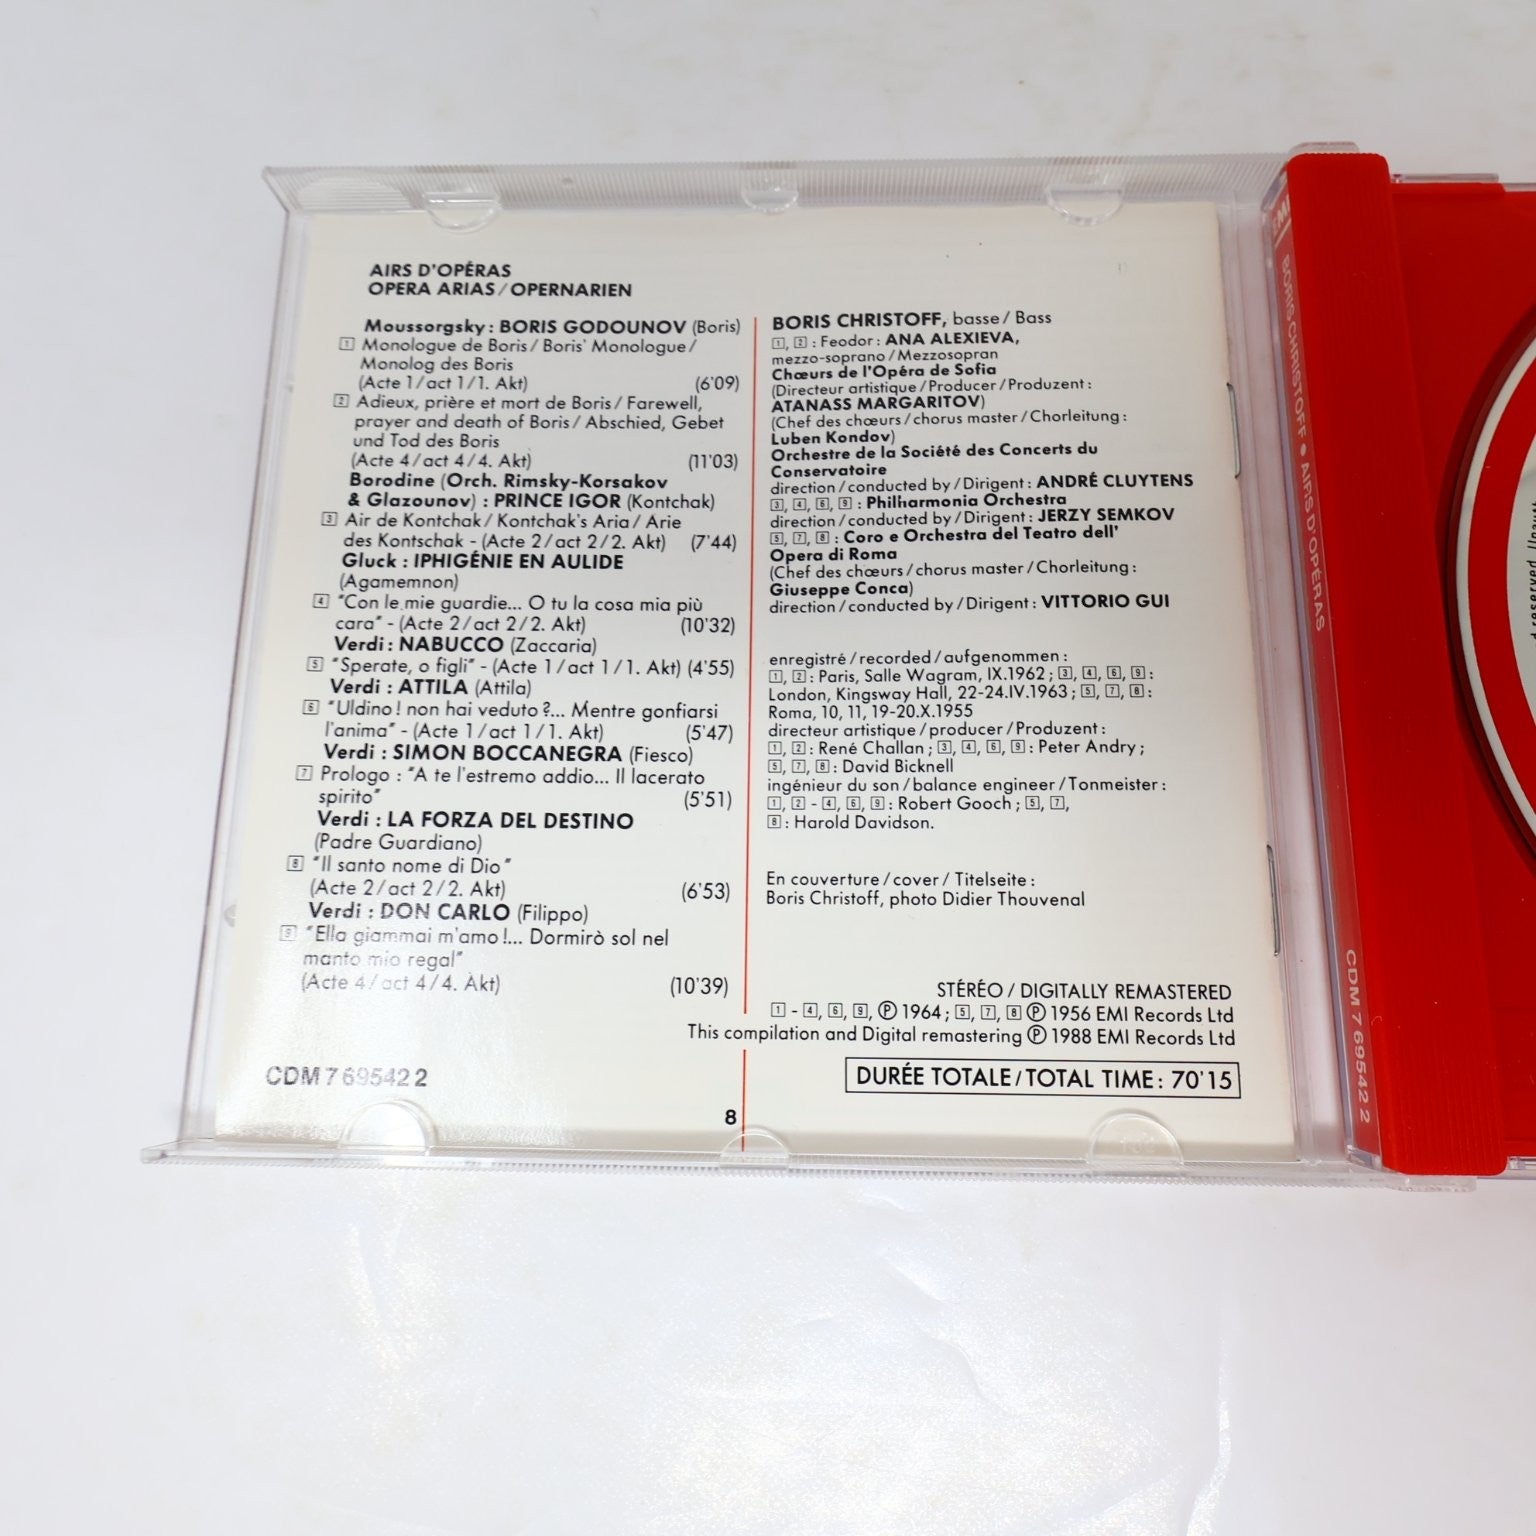 AIRS D'OPÉRAS
OPERA ARIAS / OPERNARIEN
Moussorgsky : BORIS GODOUNOV (Boris)
1 Monologue de Boris / Boris' Monologue /
Monolog des Boris
(Acte 1 / act 1 / 1. Akt) (6'09)
2 Adieux, prière et mort de Boris / Farewell,
prayer and death of Boris / Abschied, Gebet
und Tod des Boris
(Acte 4 / act 4 / 4. Akt) (11'03)
Borodine (Orch. Rimsky-Korsakov
& Glazounov) : PRINCE IGOR (Kontchak)
3 Air de Kontchak / Kontchak's Aria / Arie
des Kontschak - (Acte 2 / act 2 / 2. Akt) (7'44)
Gluck : IPHIGÉNIE EN AULIDE
(Agamemnon)
4 "Con le mie guardie... O tu la cosa mia più
cara" - (Acte 2 / act 2 / 2. Akt) (10'32)
Verdi : NABUCCO (Zaccaria)
5 "Sperate, o figli" - (Acte 1 / act 1 / 1. Akt) (4'55)
Verdi : ATTILA (Attila)
6 "Uldino ! non hai veduto ?... Mentre gonfiarsi
l'anima" - (Acte 1 / act 1 / 1. Akt) (5'47)
Verdi : SIMON BOCCANEGRA (Fiesco)
7 Prologo : "A te l'estremo addio... Il lacerato
spirito" (5'51)
Verdi : LA FORZA DEL DESTINO
(Padre Guardiano)
8 "Il santo nome di Dio"
(Acte 2 / act 2 / 2. Akt) (6'53)
Verdi : DON CARLO (Filippo)
9 "Ella giammai m'amo !... Dormirò sol nel
manto mio regal"
(Acte 4 / act 4 / 4. Akt) (10'39)
BORIS CHRISTOFF, basse / Bass
1, 2 : Feodor : ANA ALEXIEVA,
mezzo-soprano / Mezzosopran
Chœurs de l'Opéra de Sofia
(Directeur artistique / Producer / Produzent :
ATANASS MARGARITOV)
(Chef des chœurs / chorus master / Chorleitung :
Luben Kondov)
Orchestre de la Société des Concerts du
Conservatoire
direction / conducted by / Dirigent : ANDRÉ CLUYTENS
3, 4, 6, 9 : Philharmonia Orchestra
direction / conducted by / Dirigent : JERZY SEMKOV
5, 7, 8 : Coro e Orchestra del Teatro dell'
Opera di Roma
(Chef des chœurs / chorus master / Chorleitung :
Giuseppe Conca)
direction / conducted by / Dirigent : VITTORIO GUI
enregistré / recorded / aufgenommen :
1, 2 : Paris, Salle Wagram, IX.1962 ; 3, 4, 6, 9 :
London, Kingsway Hall, 22-24.IV.1963 ; 5, 7, 8 :
Roma, 10, 11, 19-20.X.1955
directeur artistique / producer / Produzent :
1, 2 : René Challan ; 3, 4, 6, 9 : Peter Andry ;
5, 7, 8 : David Bicknell
ingénieur du son / balance engineer / Tonmeister :
1, 2 - 4, 6, 9 : Robert Gooch ; 5, 7,
8 : Harold Davidson.
En couverture / cover / Titelseite :
Boris Christoff, photo Didier Thouvenal
STÉRÉO / DIGITALLY REMASTERED
1 - 4, 6, 9, ℗ 1964 ; 5, 7, 8 ℗ 1956 EMI Records Ltd
This compilation and Digital remastering ℗ 1988 EMI Records Ltd
DURÉE TOTALE / TOTAL TIME : 70'15
CDM 7 69542 2
8
BORIS CHRISTOFF • AIRS D'OPÉRAS
CDM 7 69542 2
reserved